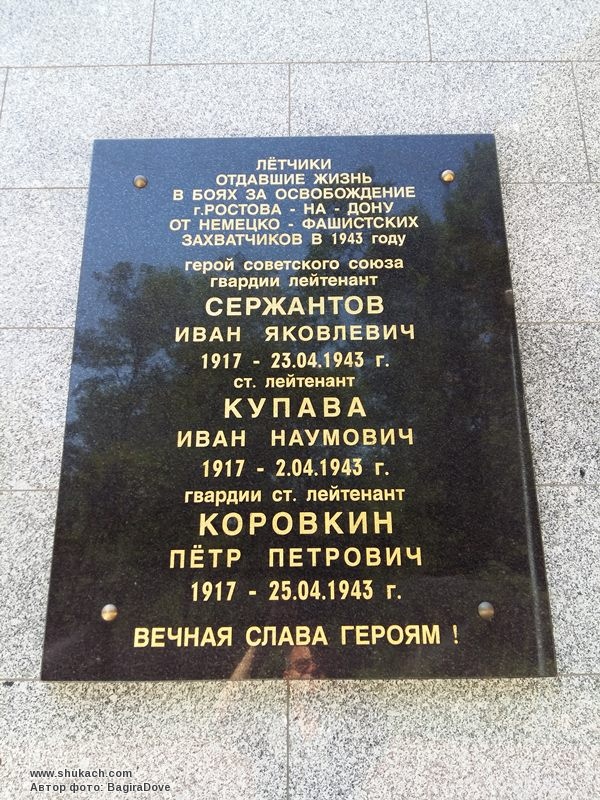 ЛЁТЧИКИ
ОТДАВШИЕ ЖИЗНЬ
В БОЯХ ЗА ОСВОБОЖДЕНИЕ
г.РОСТОВА - НА - ДОНУ
ОТ НЕМЕЦКО - ФАШИСТСКИХ
ЗАХВАТЧИКОВ В 1943 году
герой советского союза
гвардии лейтенант
СЕРЖАНТОВ
ИВАН ЯКОВЛЕВИЧ
1917 - 23.04.1943 г.
ст. лейтенант
КУПАВА
ИВАН НАУМОВИЧ
1917 - 2.04.1943 г.
гвардии ст. лейтенант
КОРОВКИН
ПЁТР ПЕТРОВИЧ
1917 - 25.04.1943 г.
ВЕЧНАЯ СЛАВА ГЕРОЯМ !
www.shukach.com
Автор фото: BagiraDove